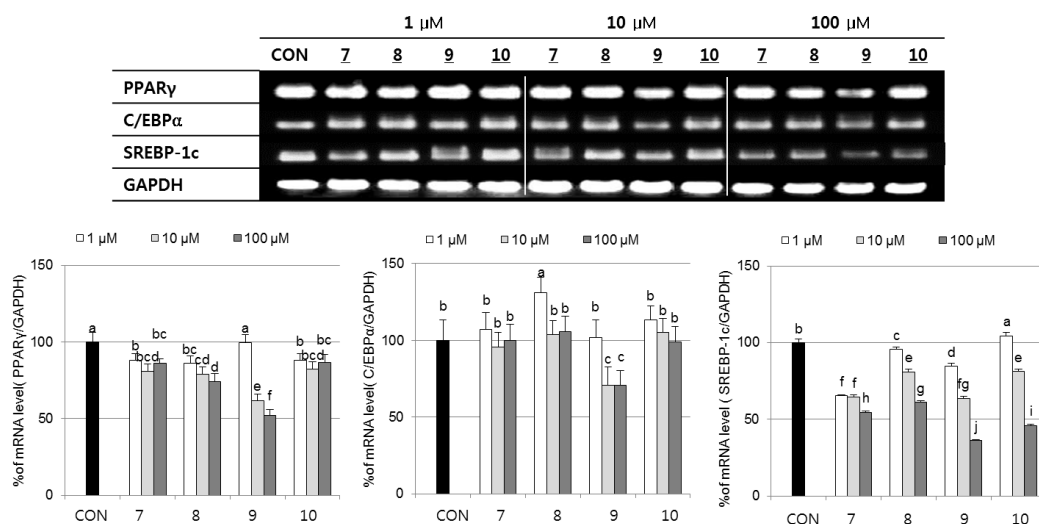 1 μM 10 μM 100 μM
CON 7 8 9 10 7 8 9 10 7 8 9 10
PPARγ
C/EBPα
SREBP-1c
GAPDH
□ 1 μM □ 10 μM ■ 100 μM
%of mRNA level( PPARγ/GAPDH)
150
100
50
0
a
b bcd bc
bc cd d
a e f
b bcd bc
CON 7 8 9 10
□ 1 μM □ 10 μM ■ 100 μM
%of mRNA level( C/EBPα/GAPDH)
150
100
50
0
b
b b b
a b b
b c c
b b b
CON 7 8 9 10
□ 1 μM □ 10 μM ■ 100 μM
%of mRNA level ( SREBP-1c/GAPDH)
150
100
50
0
b
f f h
c e g
d fg j
a e i
CON 7 8 9 10